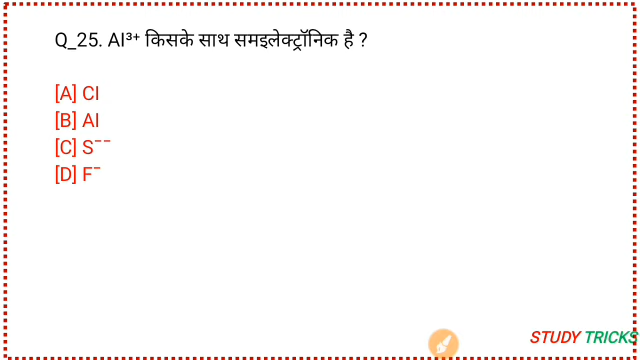 Q_25. Al³⁺ किसके साथ समइलेक्ट्रॉनिक है ?
[A] Cl
[B] Al
[C] S⁻⁻
[D] F⁻
STUDY TRICKS